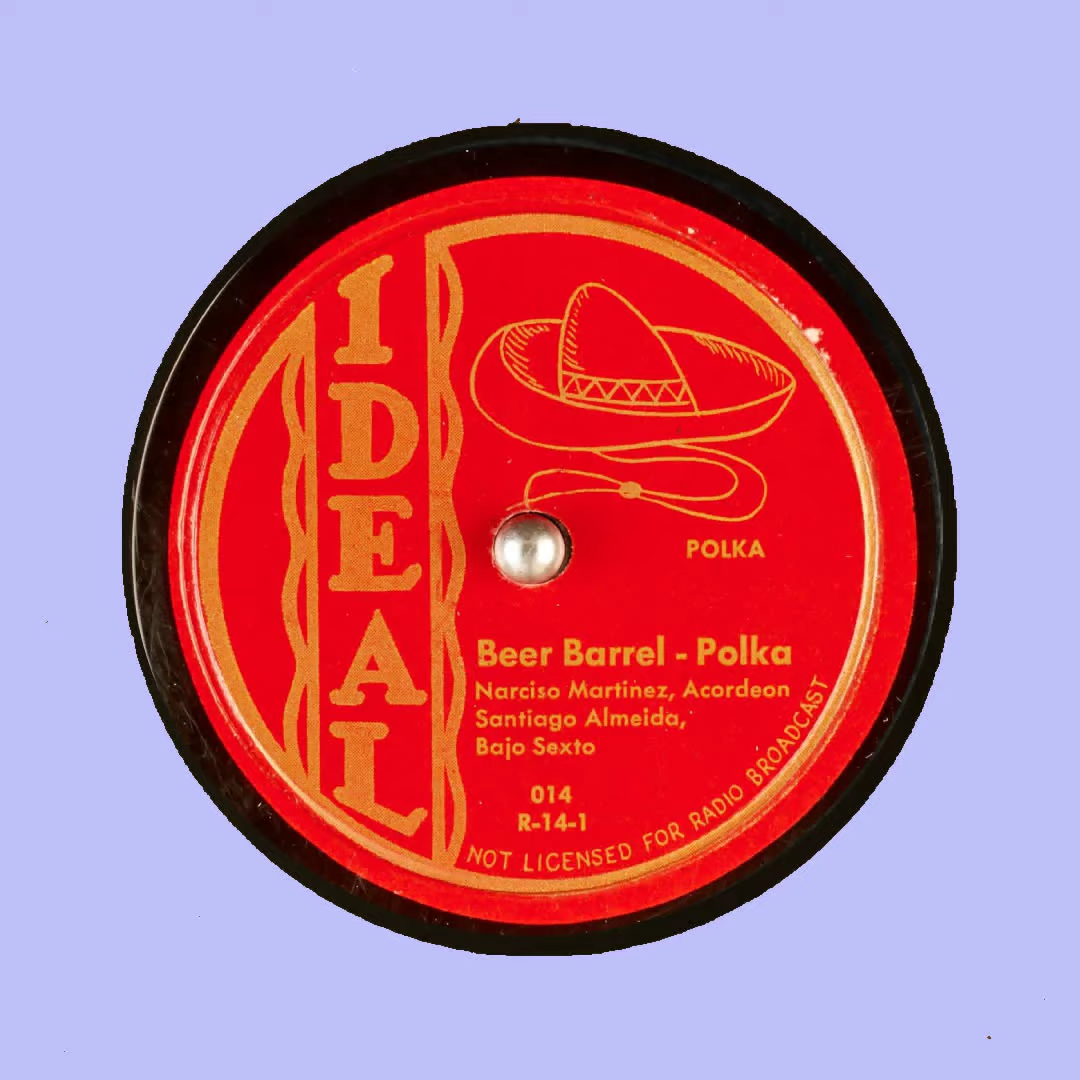 IDEAL
POLKA
Beer Barrel - Polka
Narciso Martinez, Acordeon
Santiago Almeida,
Bajo Sexto
014
R-14-1
NOT LICENSED FOR RADIO BROADCAST